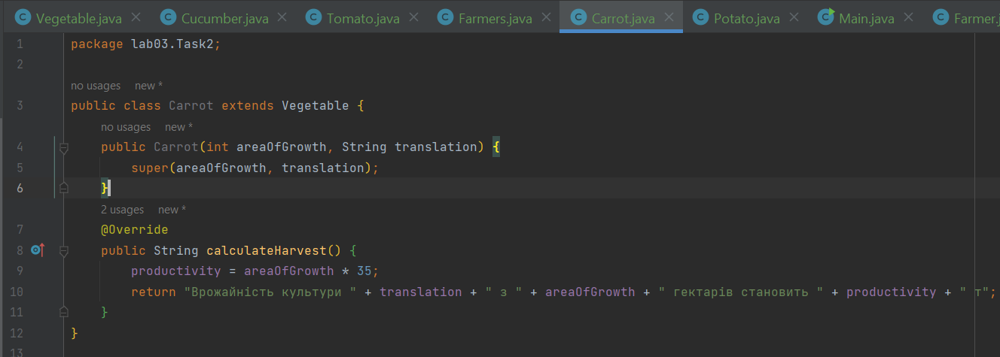 Vegetable.java Cucumber.java Tomato.java Farmers.java Carrot.java Potato.java Main.java Farmer.j
1 package lab03.Task2;
2
no usages new *
3 public class Carrot extends Vegetable {
no usages new *
4 public Carrot(int areaOfGrowth, String translation) {
5 super(areaOfGrowth, translation);
6 }
2 usages new *
7 @Override
8 public String calculateHarvest() {
9 productivity = areaOfGrowth * 35;
10 return "Врожайність культури " + translation + " з " + areaOfGrowth + " гектарів становить " + productivity + " т";
11 }
12 }
13